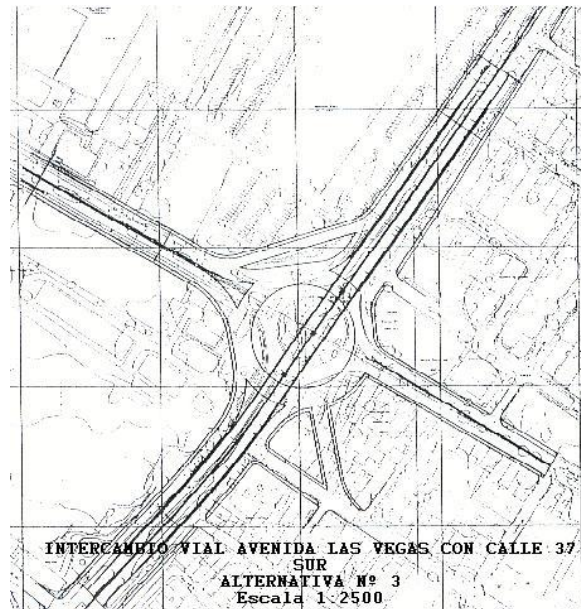 INTERCAMBIO VIAL AVENIDA LAS VEGAS CON CALLE 37
SUR
ALTERNATIVA Nº 3
Escala 1:2500